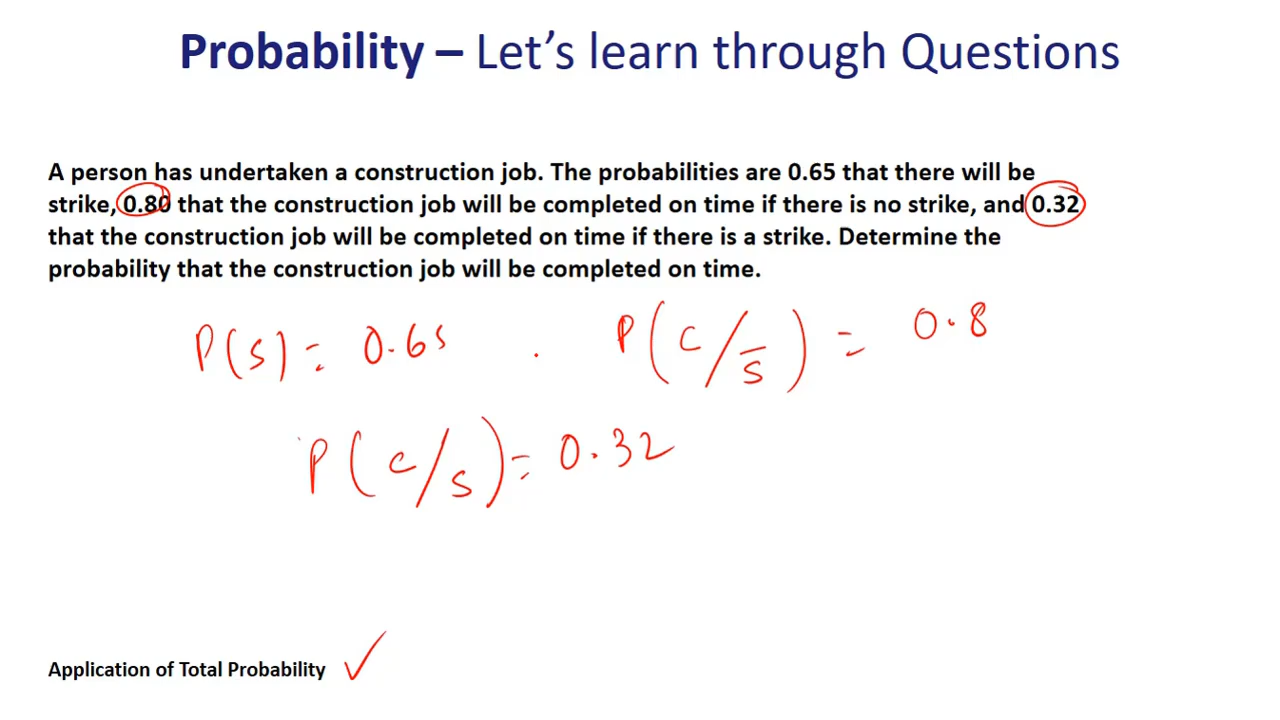 Probability – Let's learn through Questions
A person has undertaken a construction job. The probabilities are 0.65 that there will be
strike, 0.80 that the construction job will be completed on time if there is no strike, and 0.32
that the construction job will be completed on time if there is a strike. Determine the
probability that the construction job will be completed on time.
P(s) = 0.65 . P(c/s̅) = 0.8
P(c/s) = 0.32
Application of Total Probability ✓